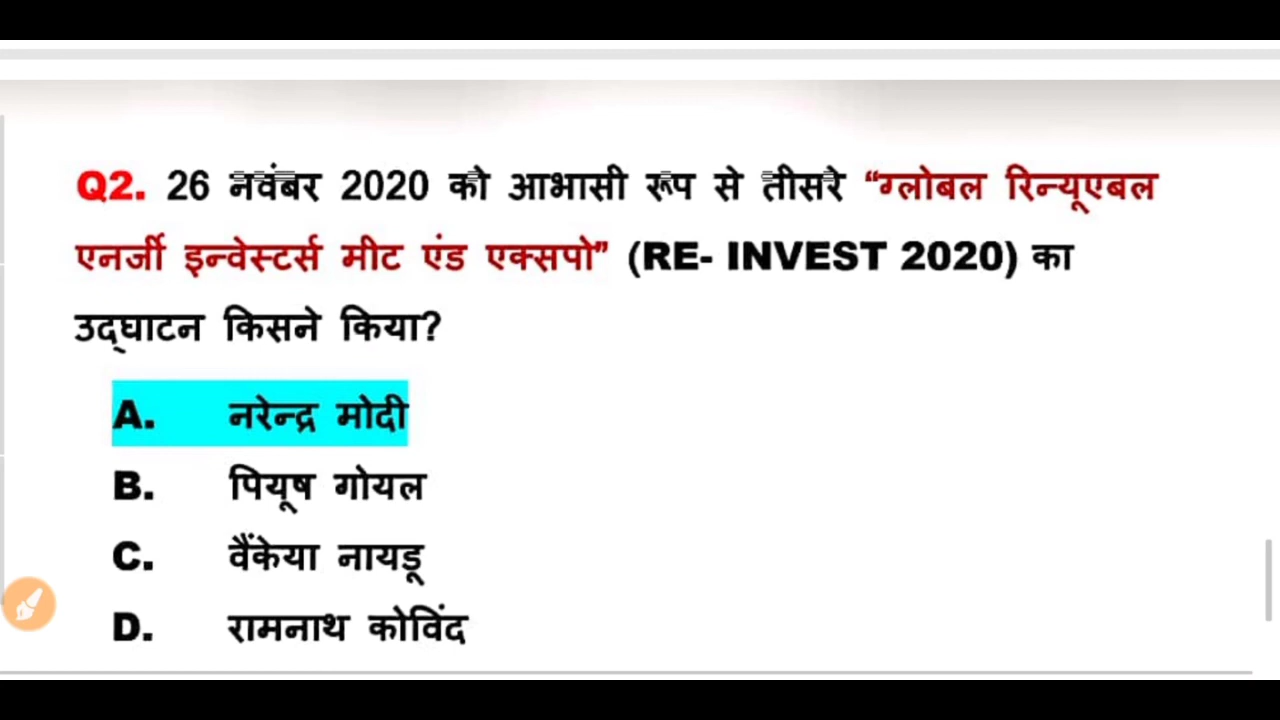 Q2. 26 नवंबर 2020 को आभासी रूप से तीसरे “ग्लोबल रिन्यूएबल
एनर्जी इन्वेस्टर्स मीट एंड एक्सपो” (RE- INVEST 2020) का
उद्घाटन किसने किया?
A. नरेन्द्र मोदी
B. पियूष गोयल
C. वैंकेया नायडू
D. रामनाथ कोविंद